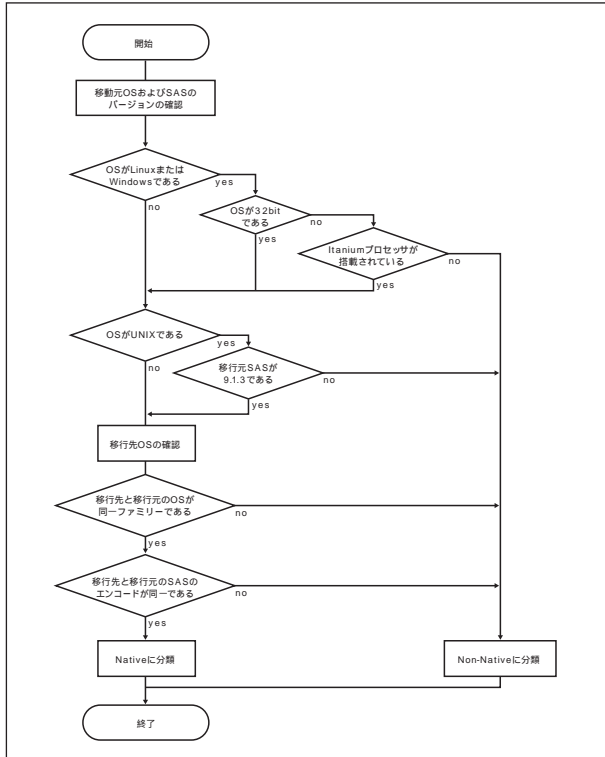 開始
移動元OSおよびSASの
バージョンの確認
OSがLinuxまたは
Windowsである
yes
no
OSが32bit
である
no
yes
Itaniumプロセッサが
搭載されている
no
yes
OSがUNIXである
yes
no
移行元SASが
9.1.3である
no
yes
移行先OSの確認
移行先と移行元のOSが
同一ファミリーである
no
yes
移行先と移行元のSASの
エンコードが同一である
no
yes
Nativeに分類
Non-Nativeに分類
終了